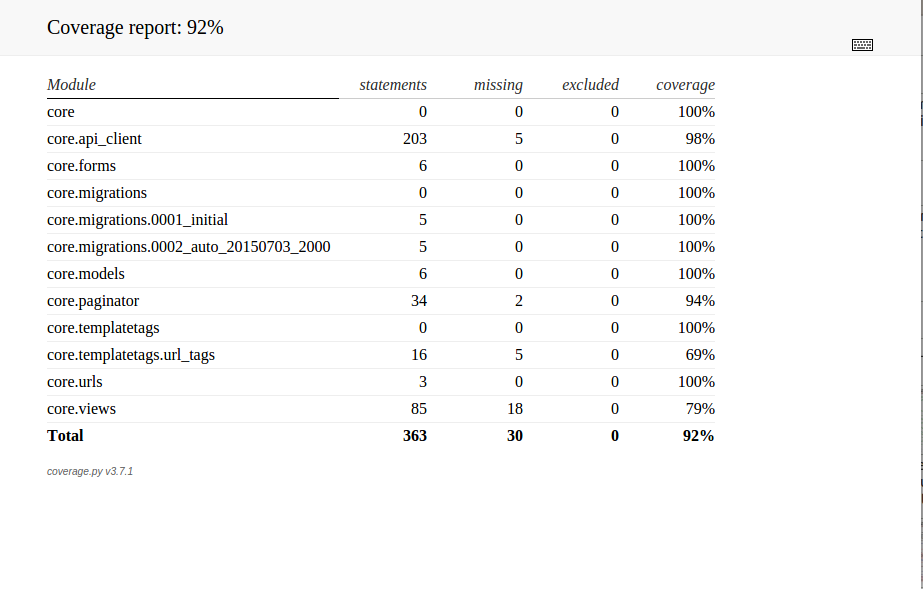 Coverage report: 92%
Module statements missing excluded coverage
core 0 0 0 100%
core.api_client 203 5 0 98%
core.forms 6 0 0 100%
core.migrations 0 0 0 100%
core.migrations.0001_initial 5 0 0 100%
core.migrations.0002_auto_20150703_2000 5 0 0 100%
core.models 6 0 0 100%
core.paginator 34 2 0 94%
core.templatetags 0 0 0 100%
core.templatetags.url_tags 16 5 0 69%
core.urls 3 0 0 100%
core.views 85 18 0 79%
Total 363 30 0 92%
coverage.py v3.7.1